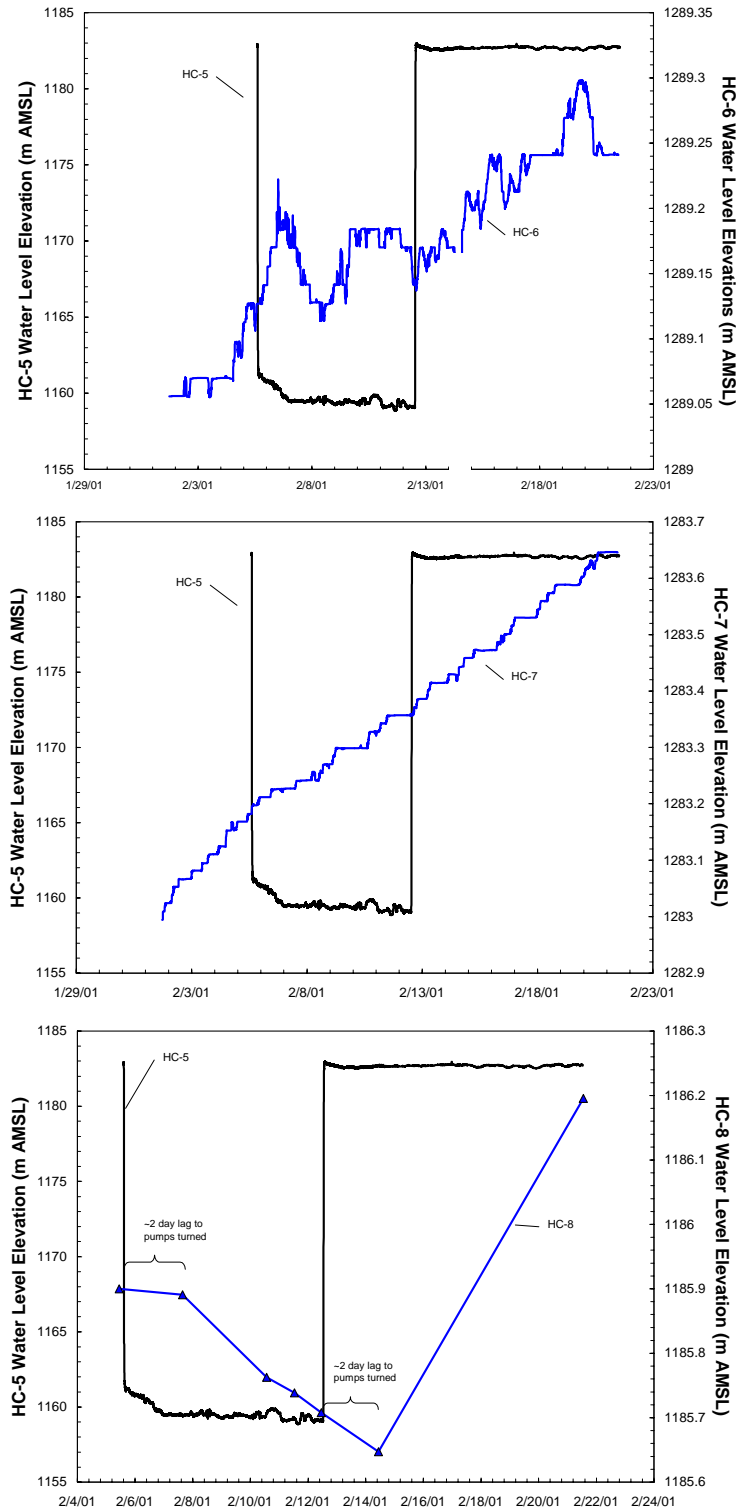 1185
1180
1175
1170
1165
1160
1155
HC-5 Water Level Elevation (m AMSL)
HC-5
HC-6
1289.35
1289.3
1289.25
1289.2
1289.15
1289.1
1289.05
1289
HC-6 Water Level Elevations (m AMSL)
1/29/01 2/3/01 2/8/01 2/13/01 2/18/01 2/23/01
1185
1180
1175
1170
1165
1160
1155
HC-5 Water Level Elevation (m AMSL)
HC-5
HC-7
1283.7
1283.6
1283.5
1283.4
1283.3
1283.2
1283.1
1283
1282.9
HC-7 Water Level Elevation (m AMSL)
1/29/01 2/3/01 2/8/01 2/13/01 2/18/01 2/23/01
1185
1180
1175
1170
1165
1160
1155
HC-5 Water Level Elevation (m AMSL)
HC-5
~2 day lag to
pumps turned
HC-8
~2 day lag to
pumps turned
1186.3
1186.2
1186.1
1186
1185.9
1185.8
1185.7
1185.6
HC-8 Water Level Elevation (m AMSL)
2/4/01 2/6/01 2/8/01 2/10/01 2/12/01 2/14/01 2/16/01 2/18/01 2/20/01 2/22/01 2/24/01